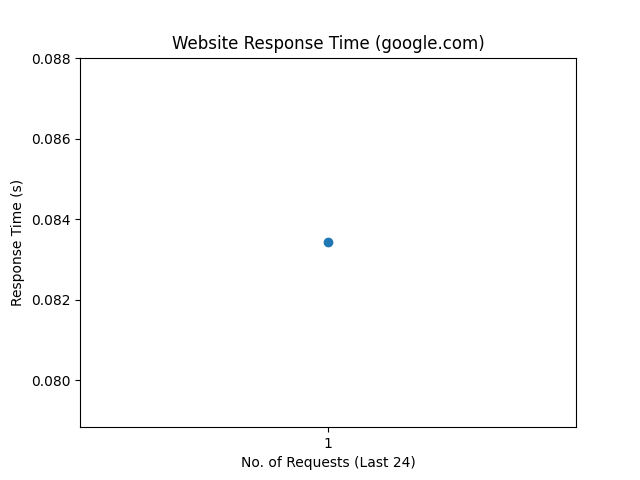 Website Response Time (google.com)
0.088
0.086
0.084
0.082
0.080
Response Time (s)
1
No. of Requests (Last 24)